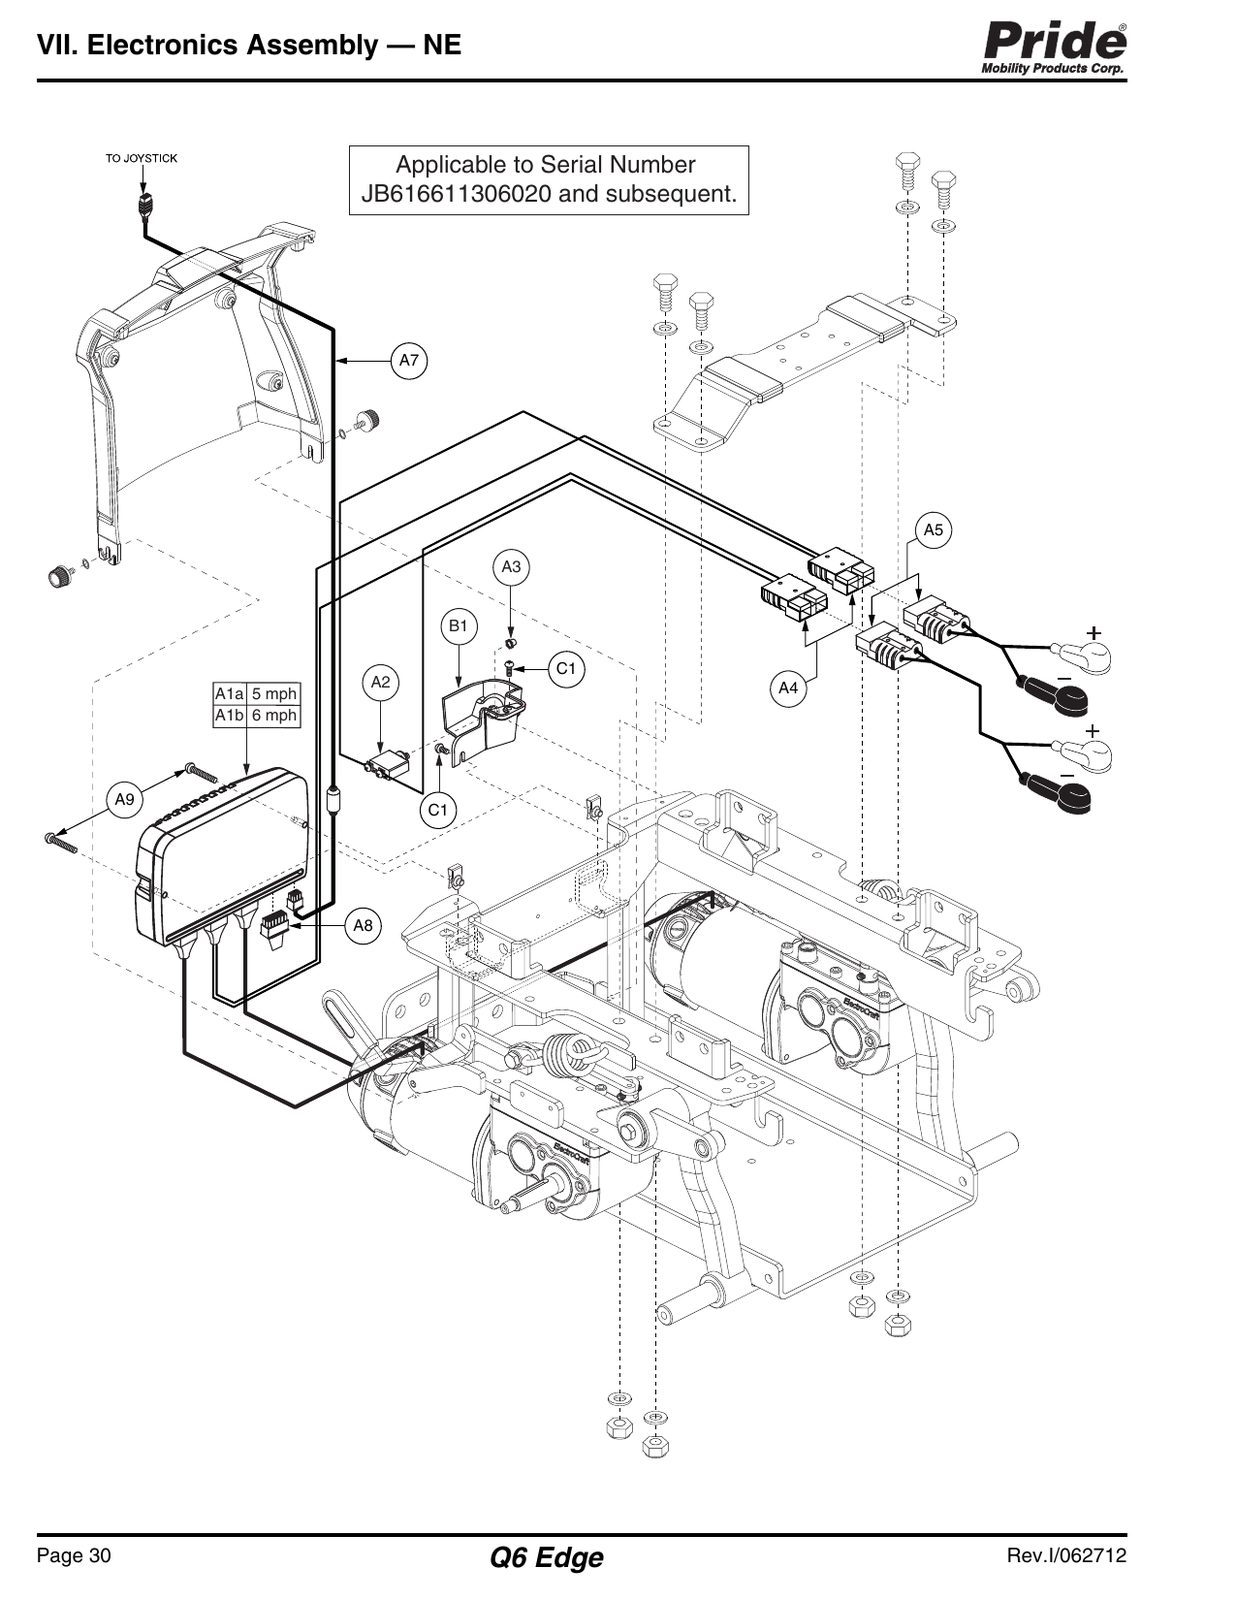 VII. Electronics Assembly — NE
Pride®
Mobility Products Corp.
TO JOYSTICK
Applicable to Serial Number
JB616611306020 and subsequent.
A7
A5
A3
B1
C1
A2
A4
+
−
+
−
A1a 5 mph
A1b 6 mph
A9
C1
A8
ElectroCraft
ElectroCraft
Page 30
Q6 Edge
Rev.I/062712